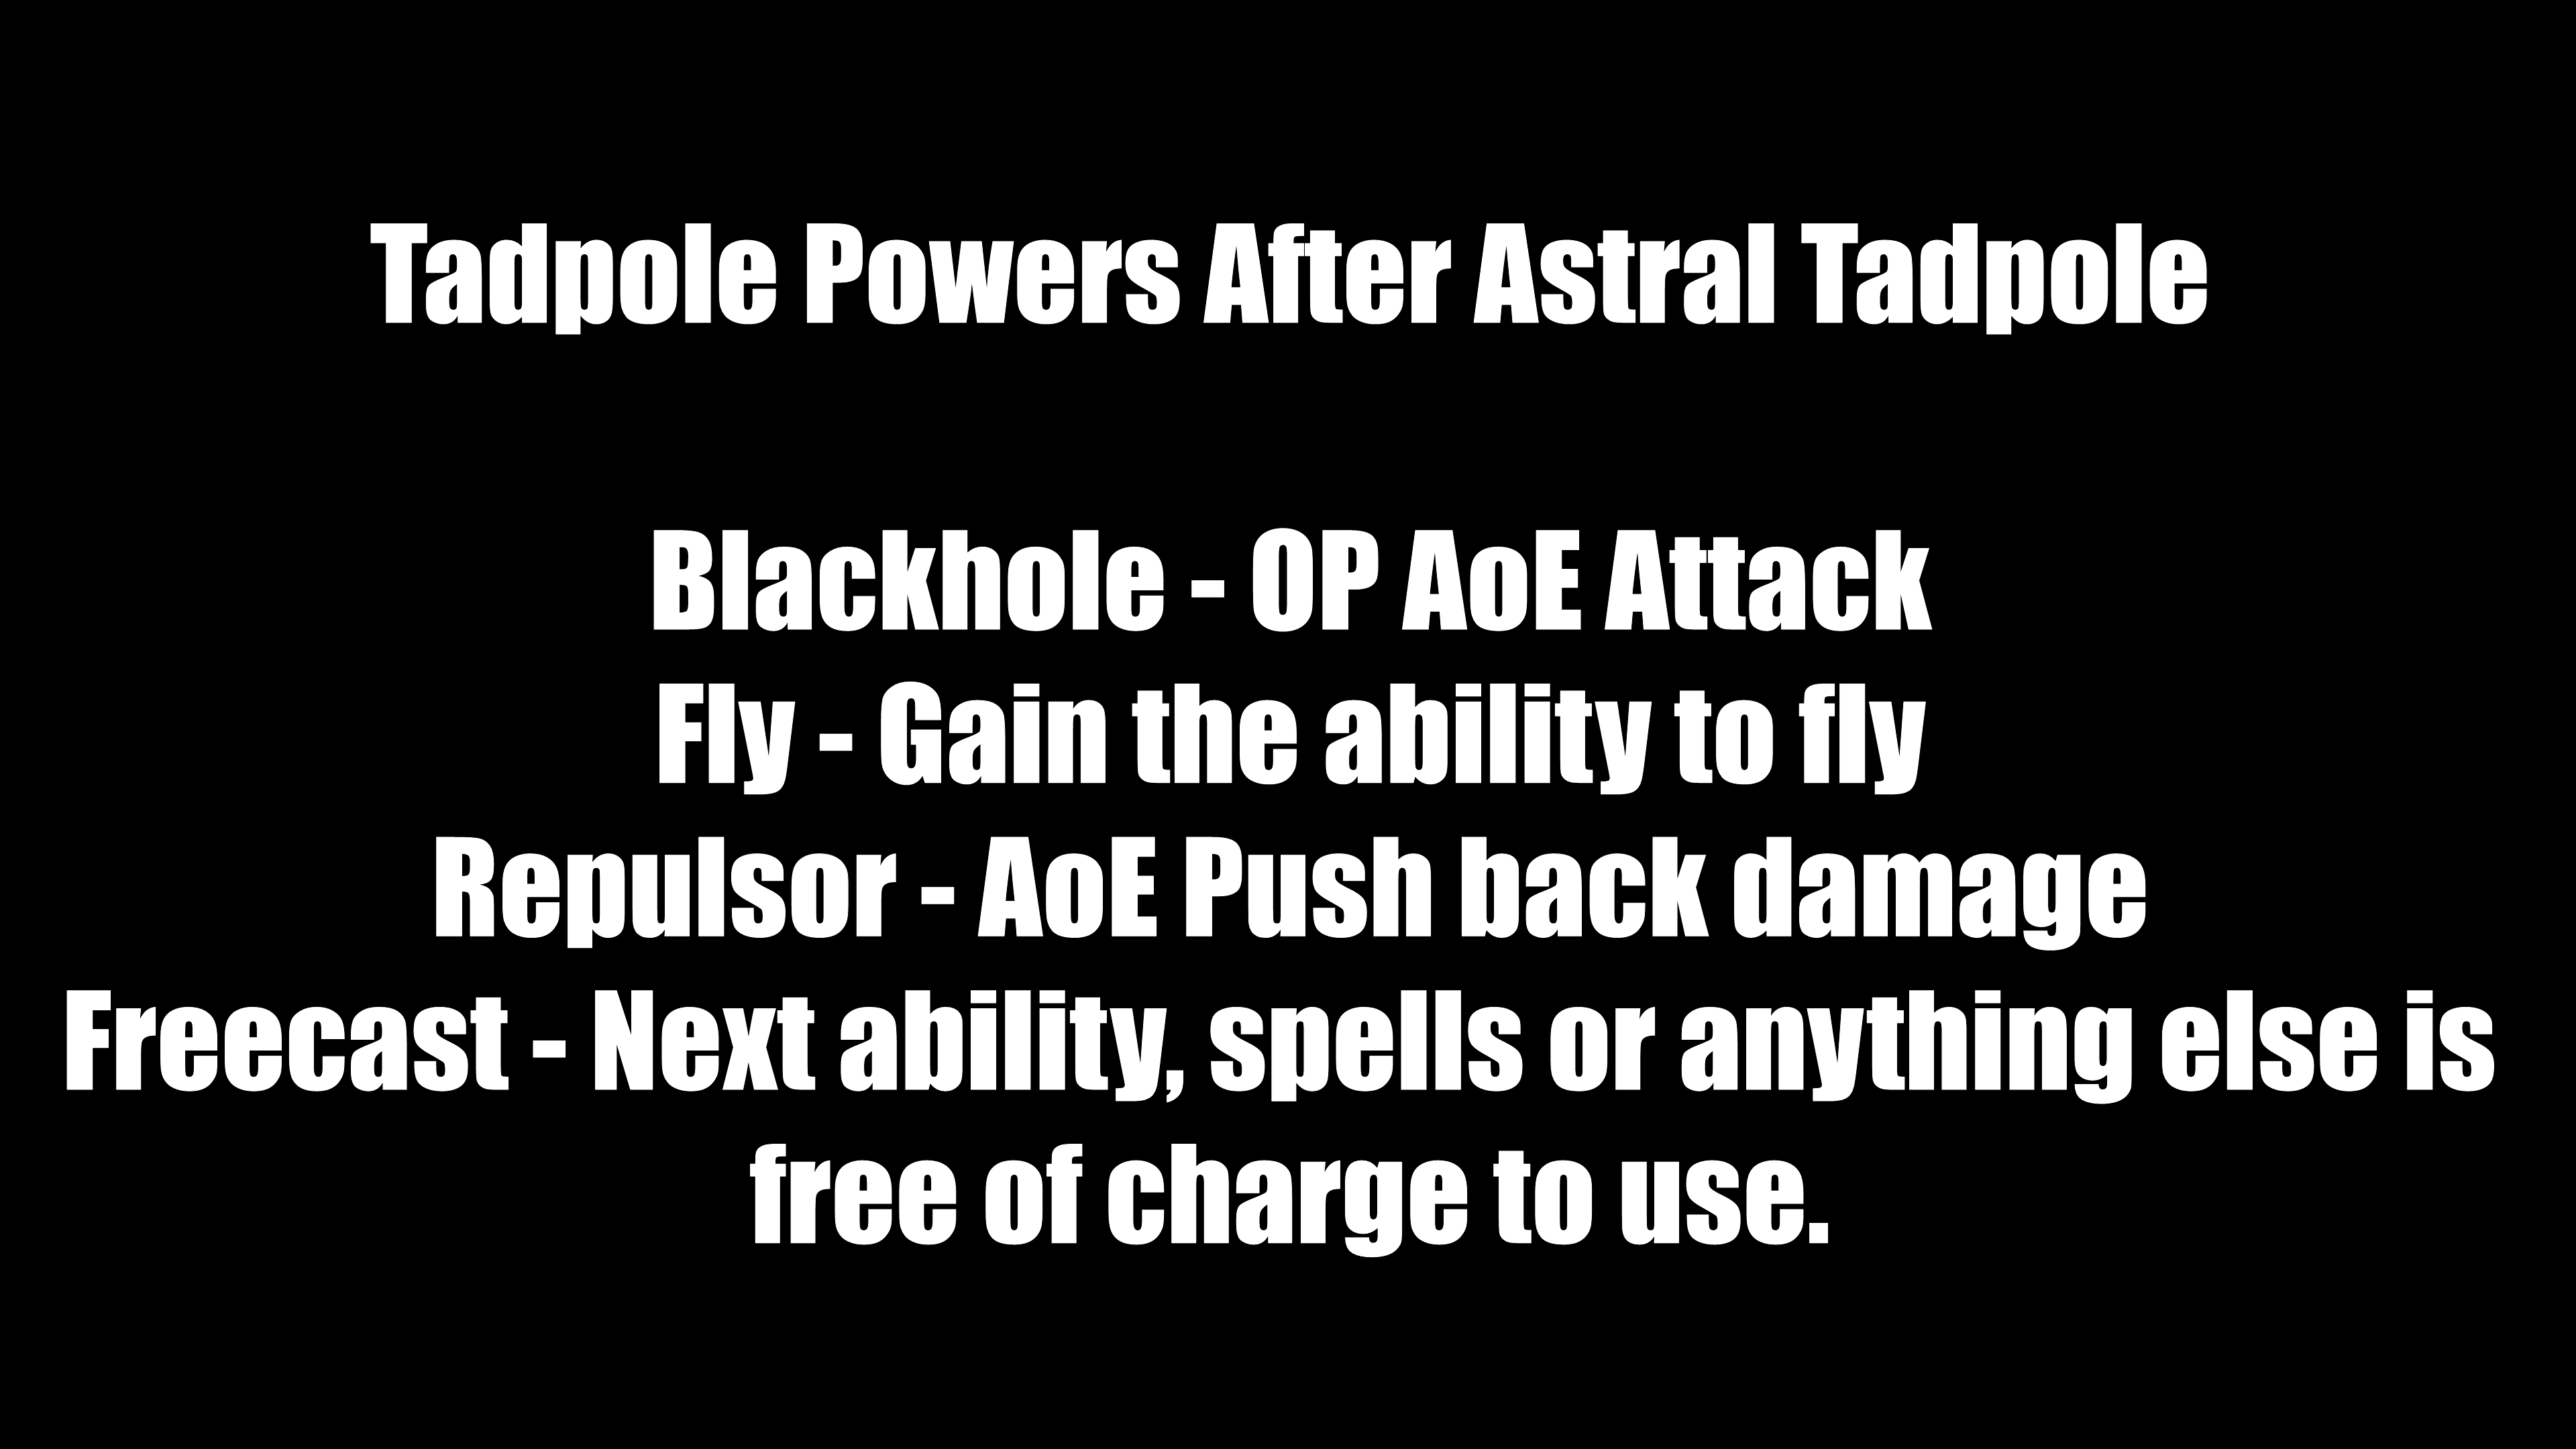 Tadpole Powers After Astral Tadpole
Blackhole - OP AoE Attack
Fly - Gain the ability to fly
Repulsor - AoE Push back damage
Freecast - Next ability, spells or anything else is
free of charge to use.